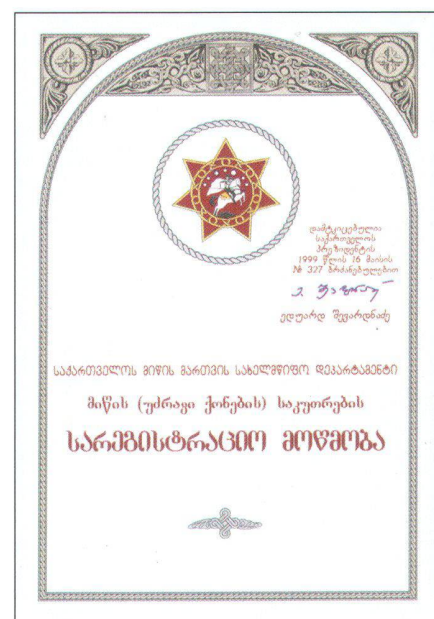 დამტკიცებულია
საქართველოს
პრეზიდენტის
1999 წლის 16 მაისის
№ 327 ბრძანებულებით
ედუარდ შევარდნაძე
საქართველოს მიწის მართვის სახელმწიფო დეპარტამენტი
მიწის (უძრავი ქონების) საკუთრების
სარეგისტრაციო მოწმობა